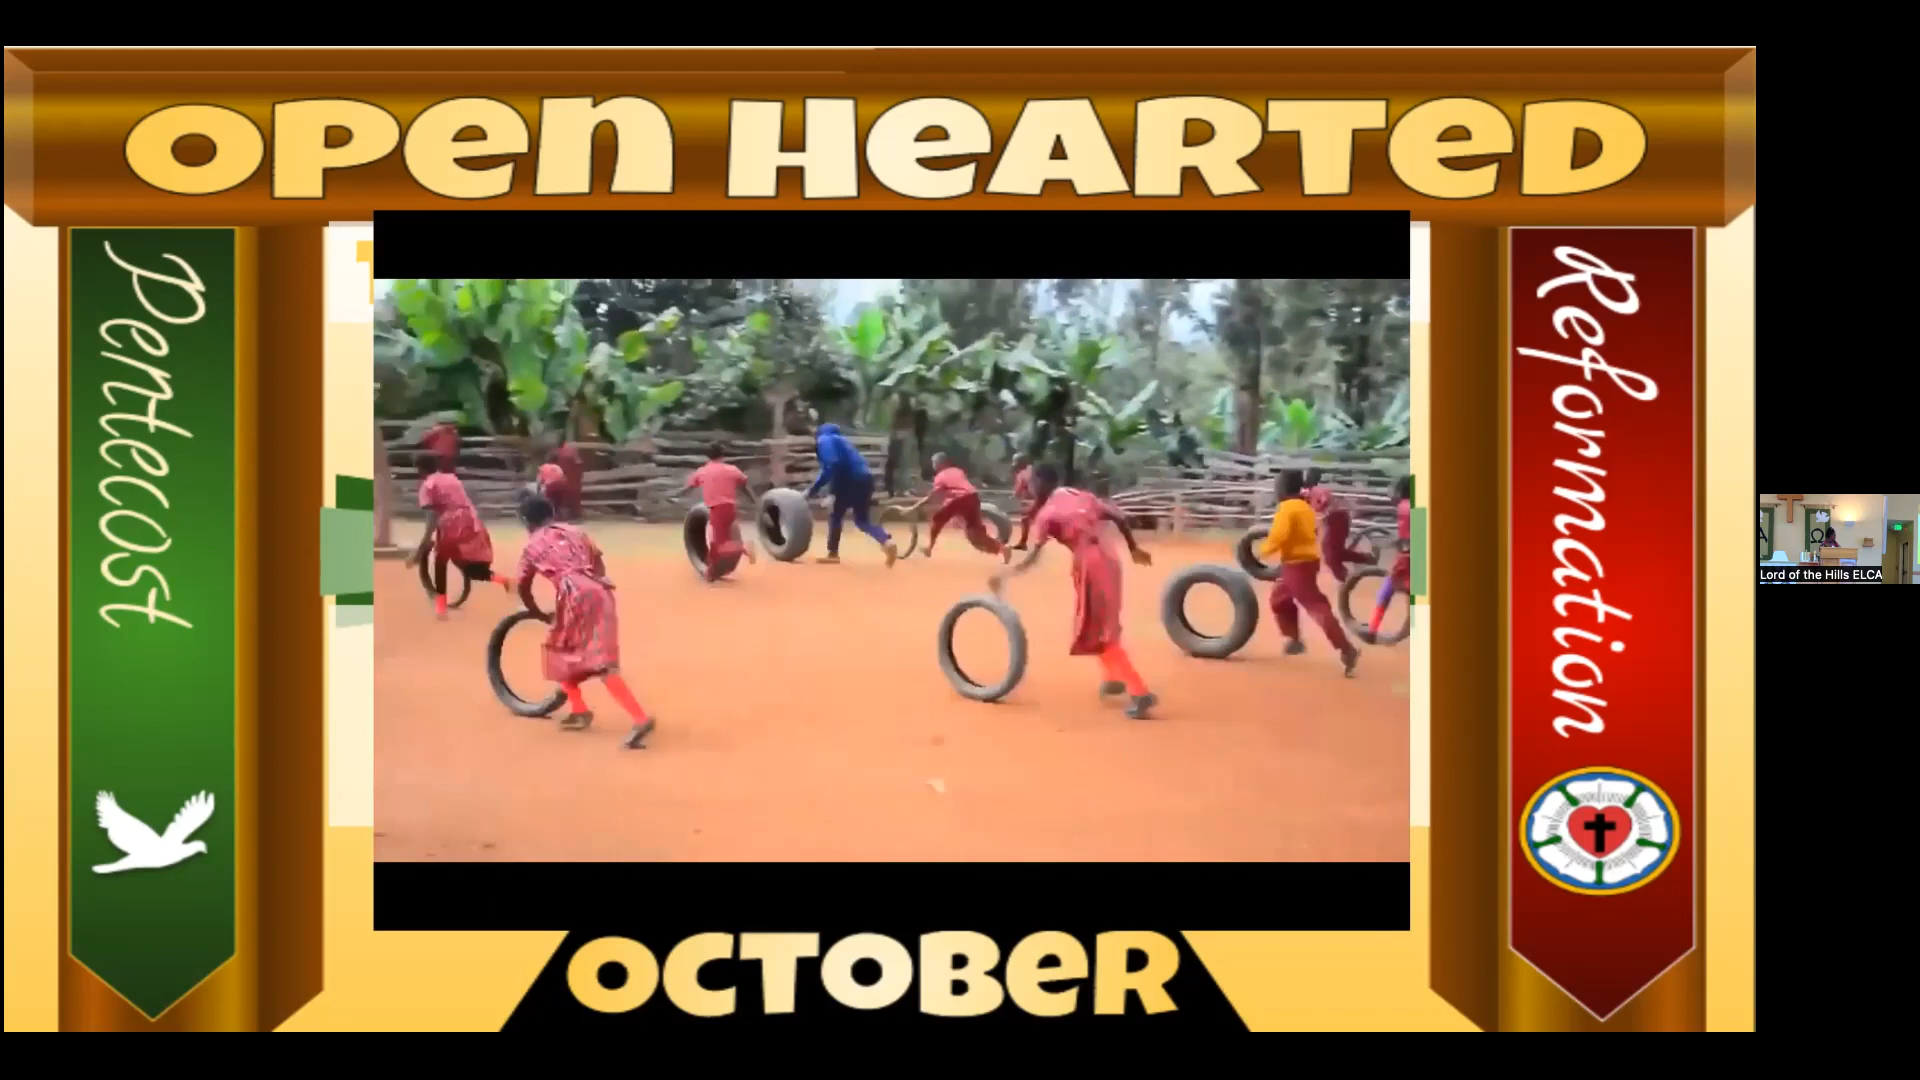 OPEN HEARTED
Pentecost
Reformation
OCTOBER
Lord of the Hills ELCA
A
Ω